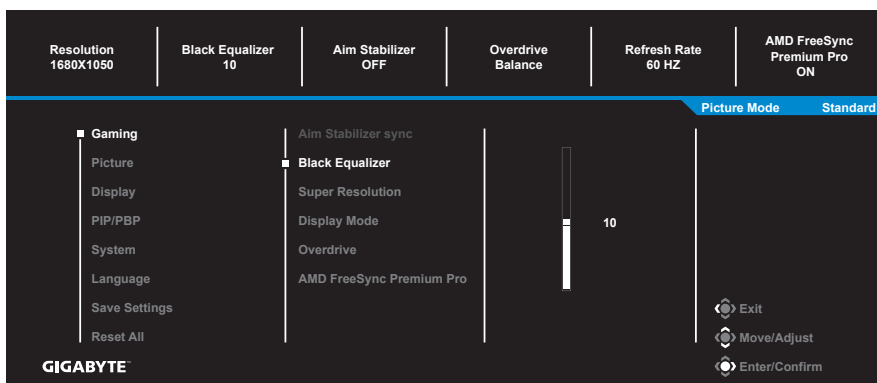 Resolution
1680X1050
Black Equalizer
10
Aim Stabilizer
OFF
Overdrive
Balance
Refresh Rate
60 HZ
AMD FreeSync
Premium Pro
ON
Picture Mode Standard
Gaming
Picture
Display
PIP/PBP
System
Language
Save Settings
Reset All
Aim Stabilizer sync
Black Equalizer
Super Resolution
Display Mode
Overdrive
AMD FreeSync Premium Pro
10
Exit
Move/Adjust
Enter/Confirm
GIGABYTE™